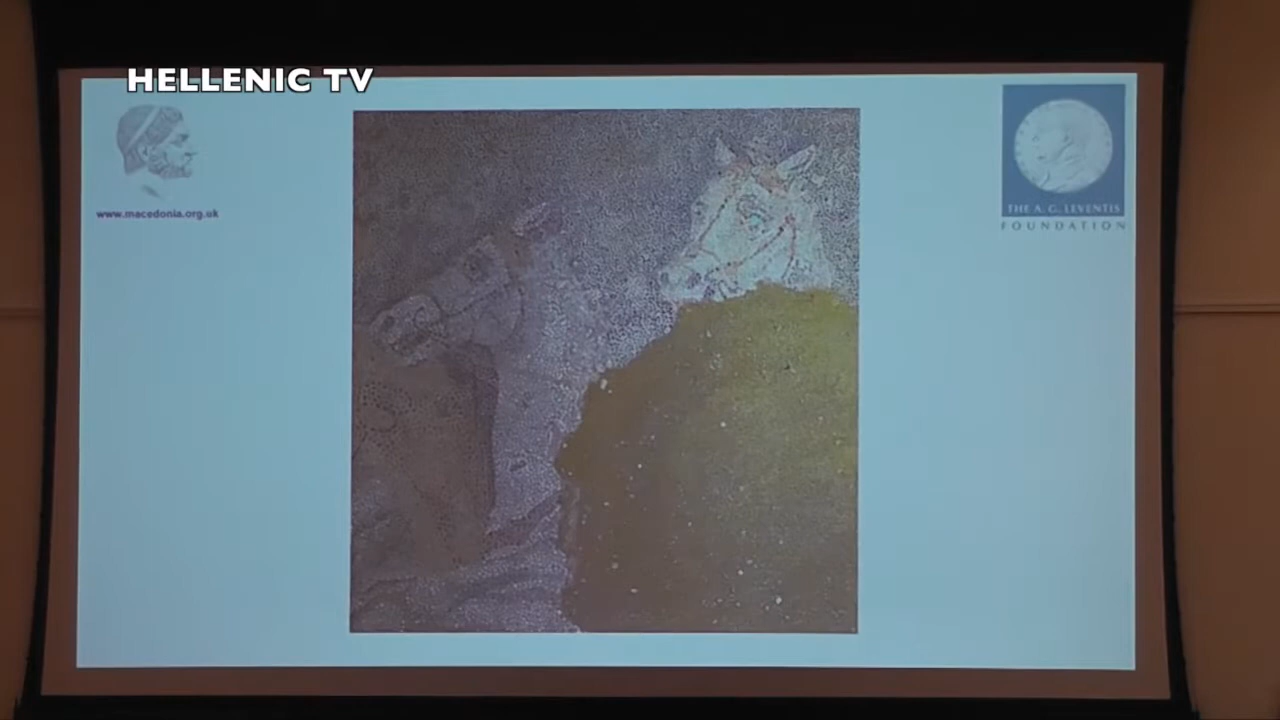 HELLENIC TV
www.macedonia.org.uk
THE A. G. LEVENTIS
FOUNDATION